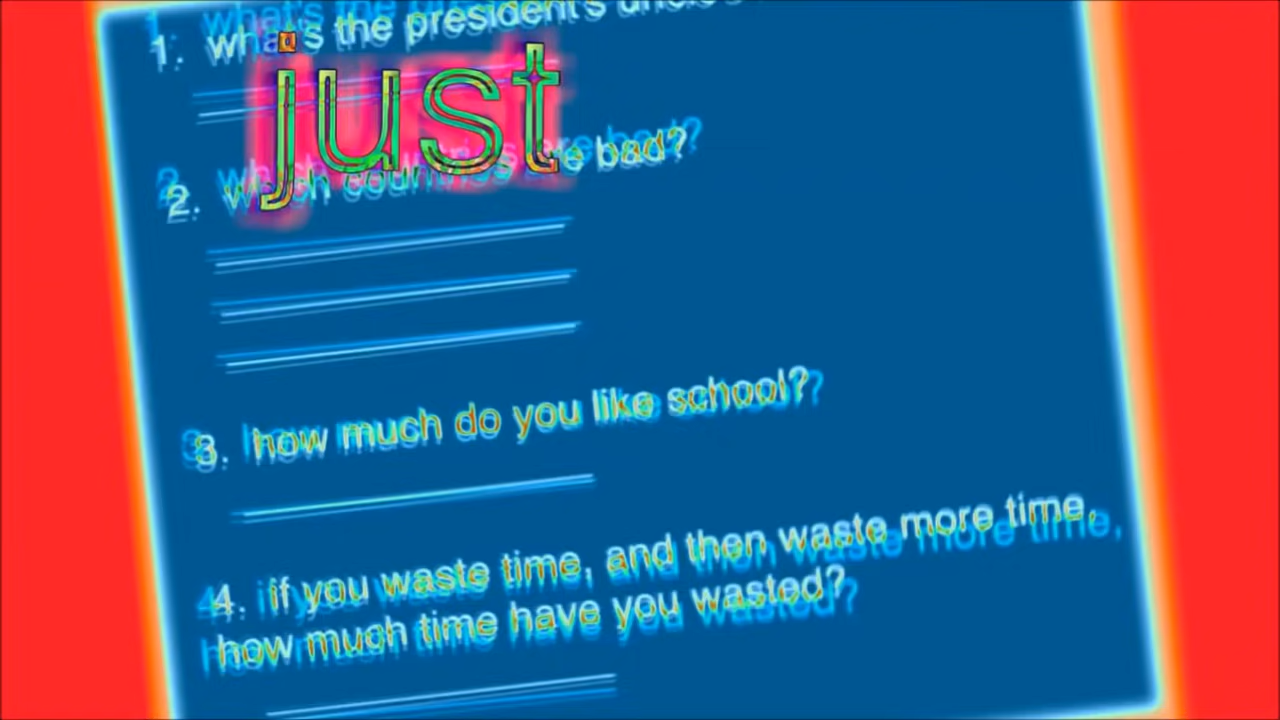 1. what's the president's uncle's
just
2. which countries are bad?
3. how much do you like school?
4. if you waste time, and then waste more time,
how much time have you wasted?